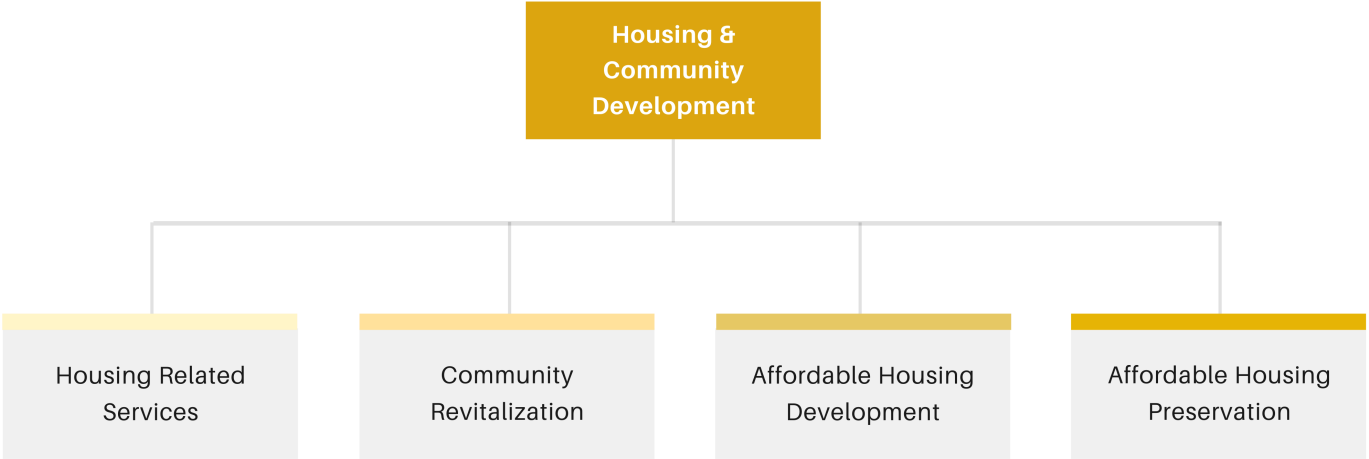 Housing &
Community
Development
Housing Related
Services
Community
Revitalization
Affordable Housing
Development
Affordable Housing
Preservation